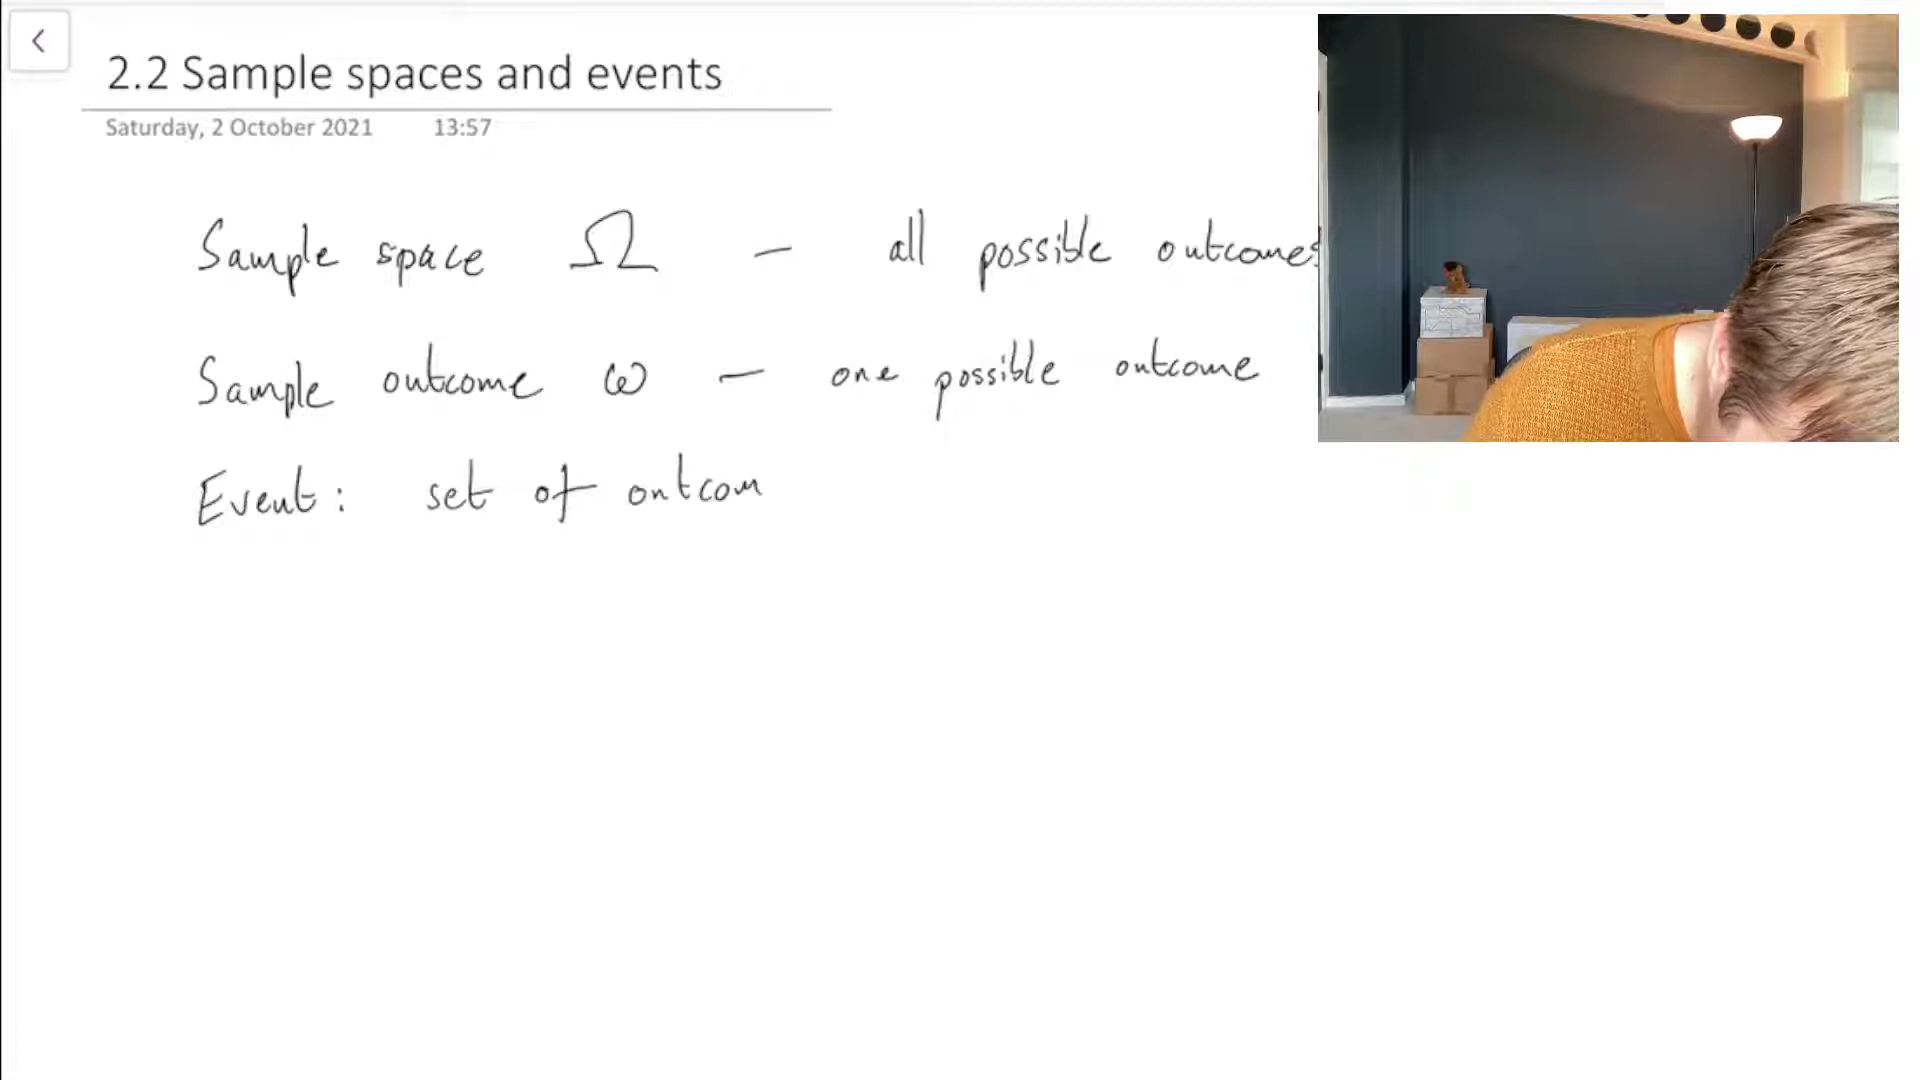 2.2 Sample spaces and events
Saturday, 2 October 2021 13:57
Sample space Ω — all possible outcomes
Sample outcome ω — one possible outcome
Event: set of outcom